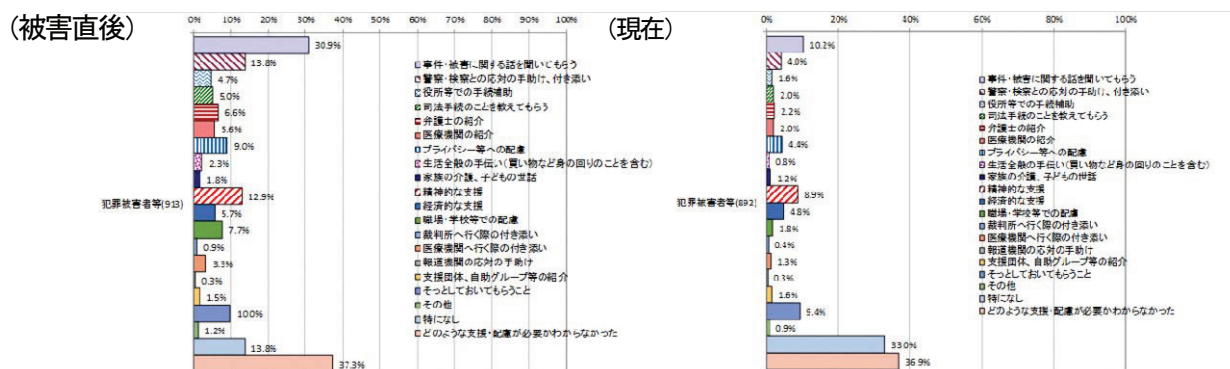 (被害直後)
0% 10% 20% 30% 40% 50% 60% 70% 80% 90% 100%
犯罪被害者等(913)
30.9%
13.8%
4.7%
5.0%
6.6%
5.6%
9.0%
2.3%
1.8%
12.9%
5.7%
7.7%
0.9%
3.3%
0.3%
1.5%
10.0%
1.2%
13.8%
37.3%
事件・被害に関する話を聞いてもらう
警察・検察との応対の手助け、付き添い
役所等での手続補助
司法手続のことを教えてもらう
弁護士の紹介
医療機関の紹介
プライバシー等への配慮
生活全般の手伝い(買い物など身の回りのことを含む)
家族の介護、子どもの世話
精神的な支援
経済的な支援
職場・学校等での配慮
裁判所へ行く際の付き添い
医療機関へ行く際の付き添い
報道機関の応対の手助け
支援団体、自助グループ等の紹介
そっとしておいてもらうこと
その他
特になし
どのような支援・配慮が必要かわからなかった
(現在)
0% 20% 40% 60% 80% 100%
犯罪被害者等(892)
10.2%
4.0%
1.6%
2.0%
2.2%
2.0%
4.4%
0.8%
1.2%
8.9%
4.8%
1.8%
0.4%
1.3%
0.3%
1.6%
9.4%
0.9%
33.0%
36.9%
事件・被害に関する話を聞いてもらう
警察・検察との応対の手助け、付き添い
役所等での手続補助
司法手続のことを教えてもらう
弁護士の紹介
医療機関の紹介
プライバシー等への配慮
生活全般の手伝い(買い物など身の回りのことを含む)
家族の介護、子どもの世話
精神的な支援
経済的な支援
職場・学校等での配慮
裁判所へ行く際の付き添い
医療機関へ行く際の付き添い
報道機関の応対の手助け
支援団体、自助グループ等の紹介
そっとしておいてもらうこと
その他
特になし
どのような支援・配慮が必要かわからなかった